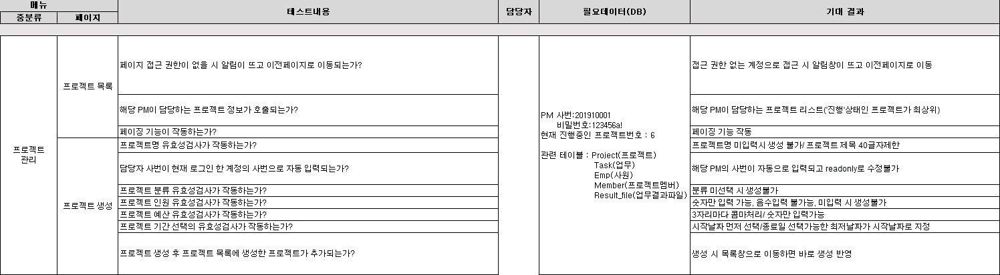 메뉴
중분류
페이지
테스트내용
담당자
필요데이터(DB)
기대 결과
프로젝트
관리
프로젝트 목록
페이지 접근 권한이 없을 시 알람이 뜨고 이전페이지로 이동되는가?
접근 권한 없는 계정으로 접근 시 알람창이 뜨고 이전페이지로 이동
해당 PM이 담당하는 프로젝트 정보가 호출되는가?
해당 PM이 담당하는 프로젝트 리스트('진행'상태인 프로젝트가 최상위)
페이징 기능이 작동하는가?
페이징 기능 작동
프로젝트 생성
프로젝트명 유효성검사가 작동하는가?
프로젝트명 미입력시 생성 불가/ 프로젝트 제목 40글자제한
담당자 사번이 현재 로그인 한 계정의 사번으로 자동 입력되는가?
해당 PM의 사번이 자동으로 입력되고 readonly로 수정불가
프로젝트 분류 유효성검사가 작동하는가?
분류 미선택 시 생성불가
프로젝트 인원 유효성검사가 작동하는가?
숫자만 입력 가능, 음수입력 불가능, 미입력 시 생성불가
프로젝트 예산 유효성검사가 작동하는가?
3자리마다 콤마처리/ 숫자만 입력가능
프로젝트 기간 선택의 유효성검사가 작동하는가?
시작날짜 먼저 선택/종료일 선택가능한 최저날짜가 시작날짜로 지정
프로젝트 생성 후 프로젝트 목록에 생성한 프로젝트가 추가되는가?
생성 시 목록창으로 이동하면 바로 생성 반영
PM 사번:201910001
비밀번호:123456a!
현재 진행중인 프로젝트번호 : 6
관련 테이블 : Project(프로젝트)
Task(업무)
Emp(사원)
Member(프로젝트멤버)
Result_file(업무결과파일)